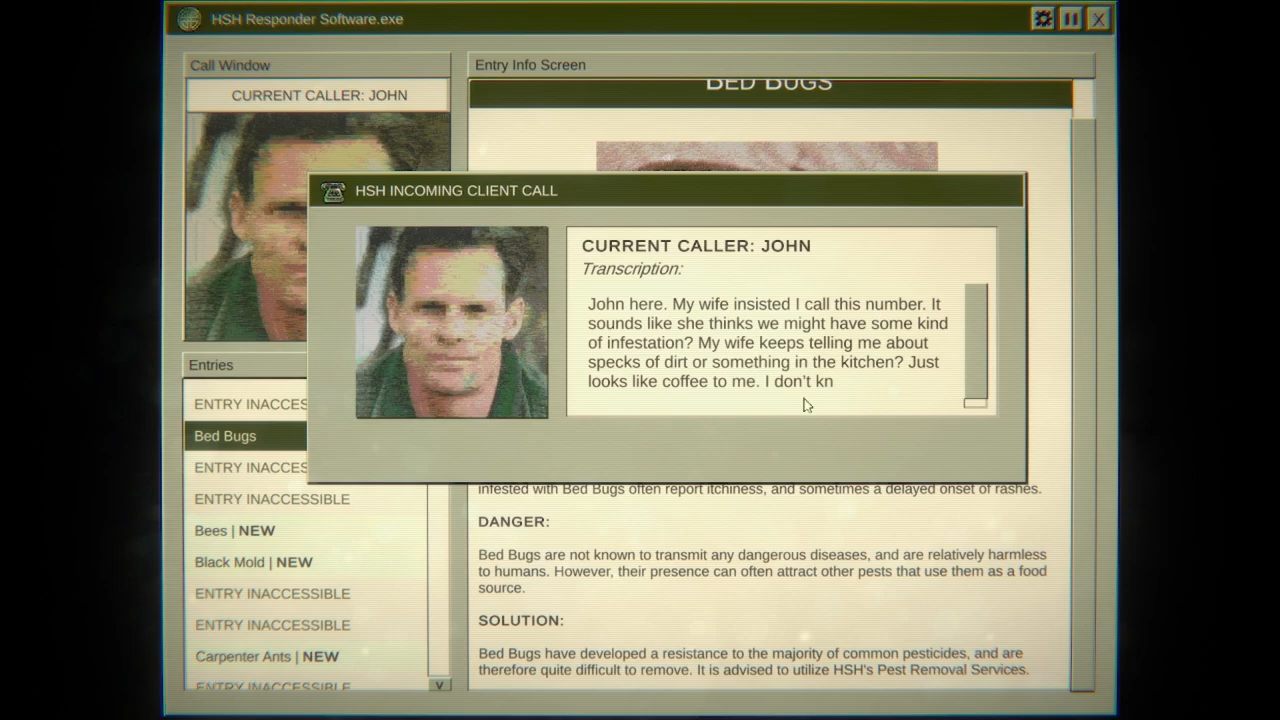 HSH Responder Software.exe
X
Call Window
Entry Info Screen
CURRENT CALLER: JOHN
BED BUGS
HSH INCOMING CLIENT CALL
CURRENT CALLER: JOHN
Transcription:
John here. My wife insisted I call this number. It
sounds like she thinks we might have some kind
of infestation? My wife keeps telling me about
specks of dirt or something in the kitchen? Just
looks like coffee to me. I don't kn
Entries
ENTRY INACCES
Bed Bugs
ENTRY INACCES
ENTRY INACCESSIBLE
Bees | NEW
Black Mold | NEW
ENTRY INACCESSIBLE
ENTRY INACCESSIBLE
Carpenter Ants | NEW
ENTRY INACCESSIBLE
V
infested with Bed Bugs often report itchiness, and sometimes a delayed onset of rashes.
DANGER:
Bed Bugs are not known to transmit any dangerous diseases, and are relatively harmless
to humans. However, their presence can often attract other pests that use them as a food
source.
SOLUTION:
Bed Bugs have developed a resistance to the majority of common pesticides, and are
therefore quite difficult to remove. It is advised to utilize HSH's Pest Removal Services.